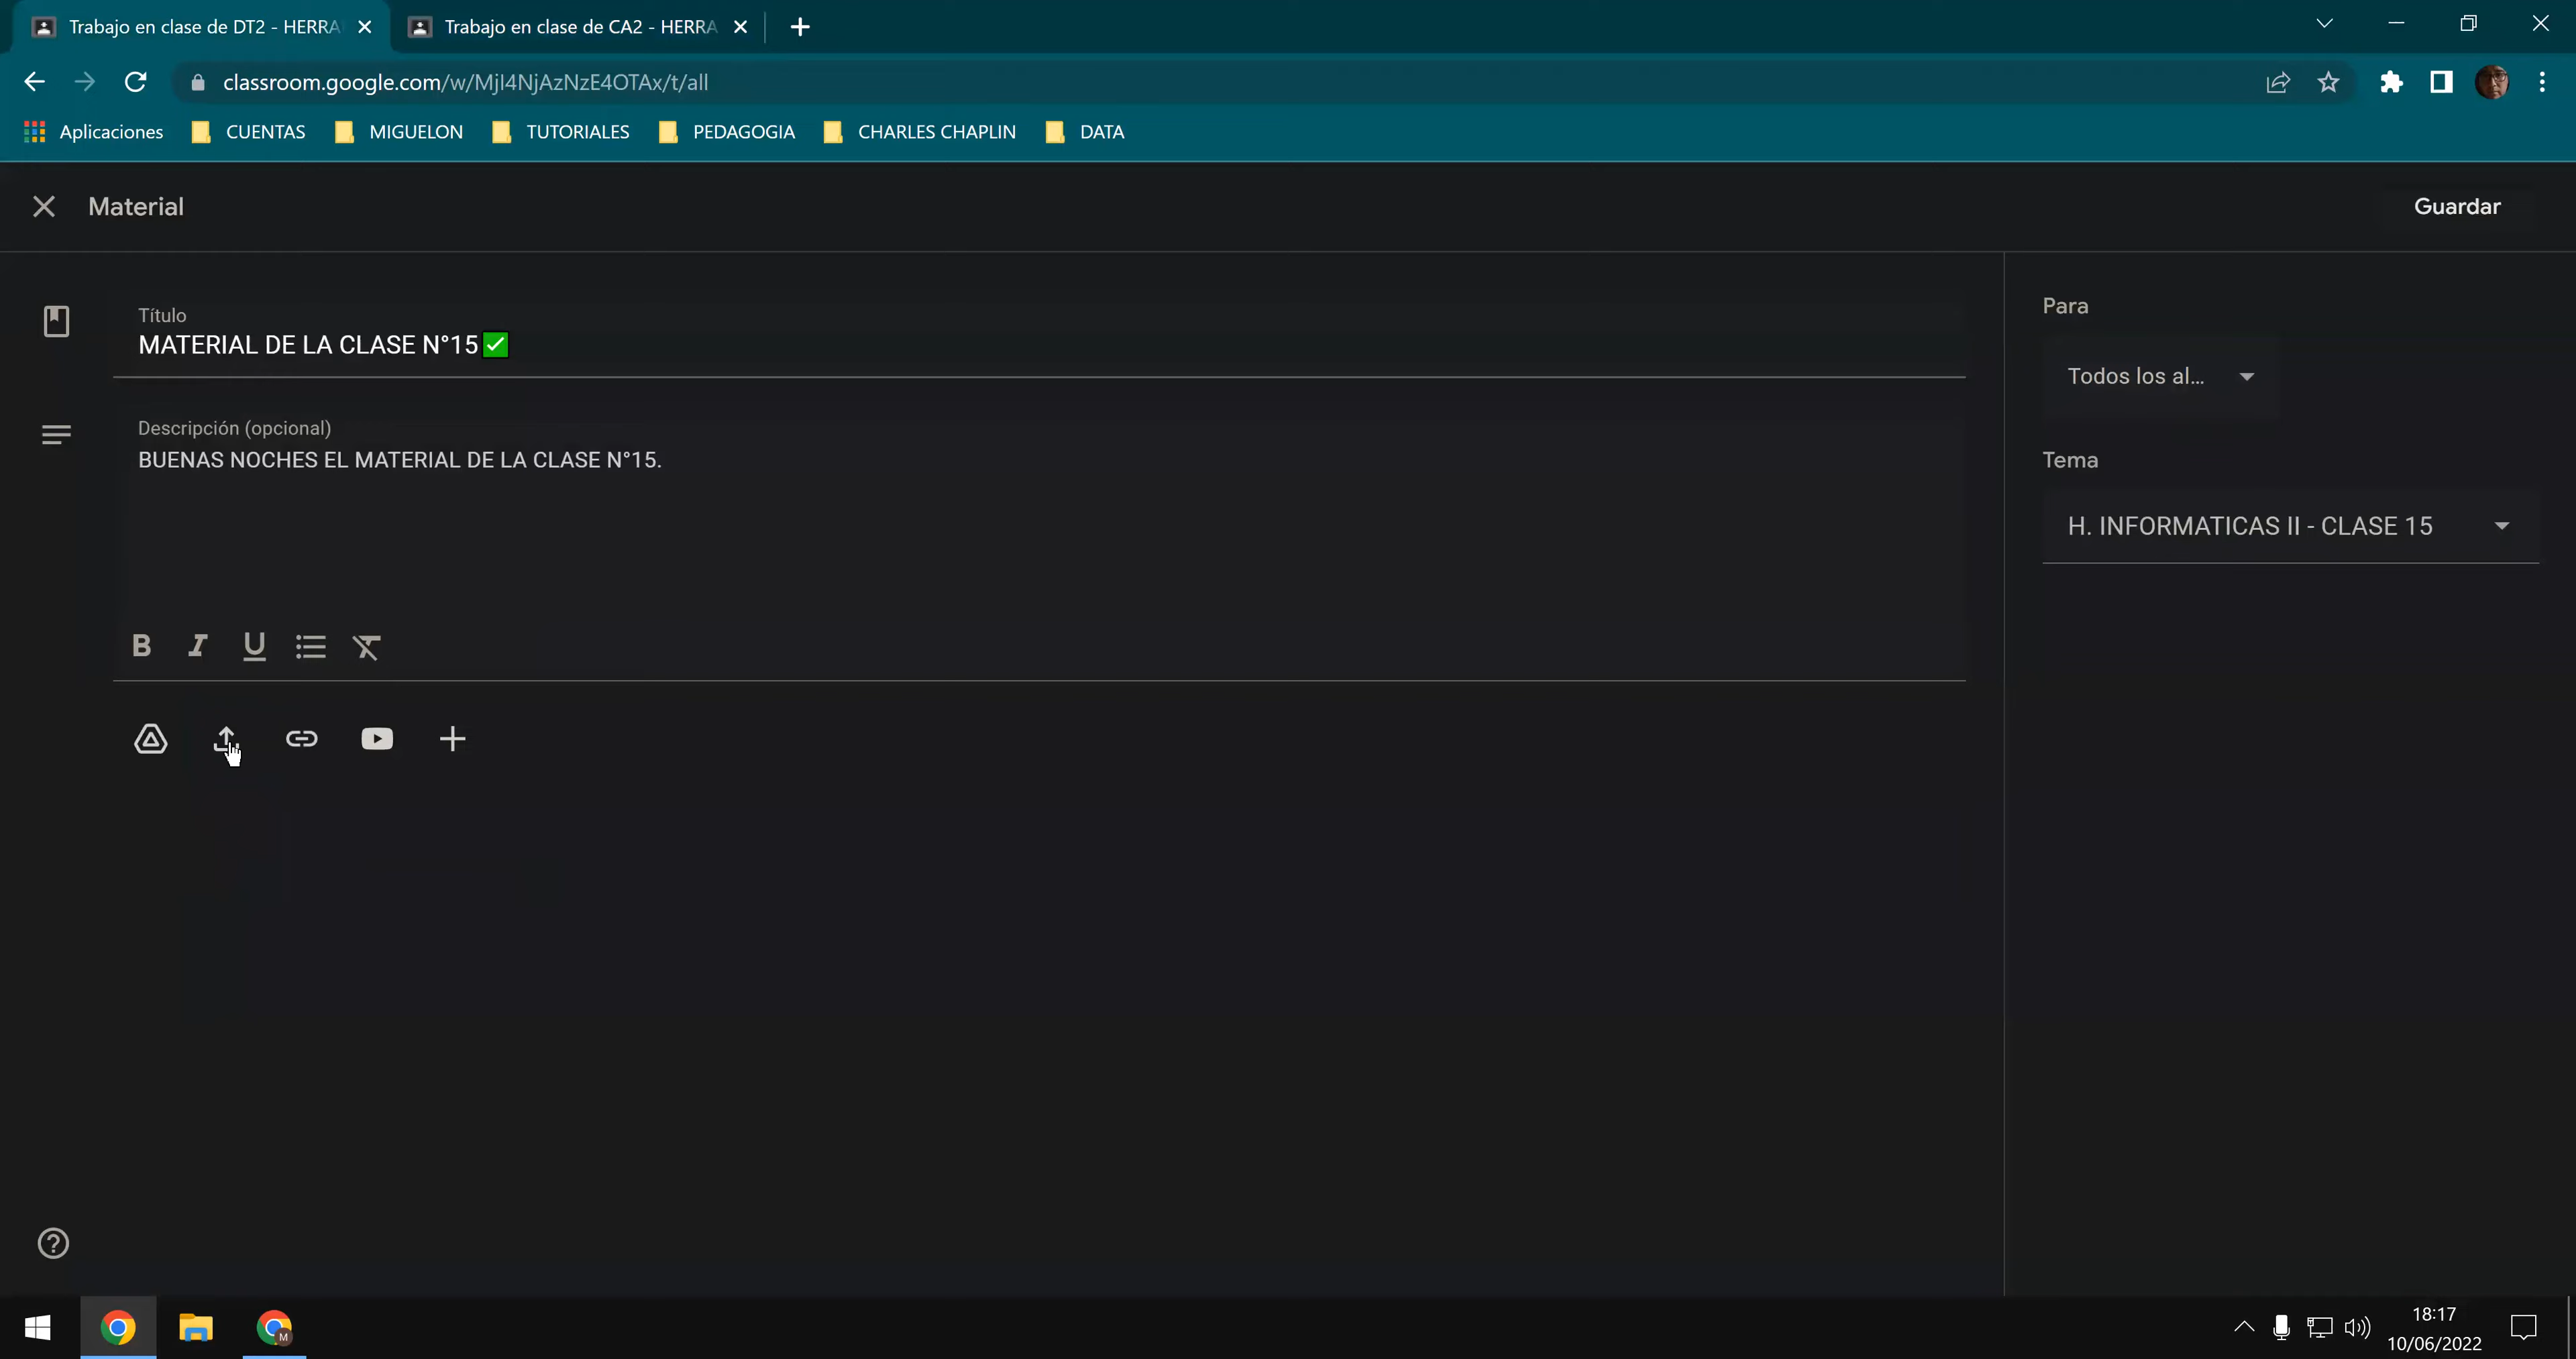 Trabajo en clase de DT2 - HERRA
Trabajo en clase de CA2 - HERRA
classroom.google.com/w/MjI4NjAzNzE4OTAx/t/all
Aplicaciones CUENTAS MIGUELON TUTORIALES PEDAGOGIA CHARLES CHAPLIN DATA
Material
Guardar
Título
MATERIAL DE LA CLASE N°15✅
Descripción (opcional)
BUENAS NOCHES EL MATERIAL DE LA CLASE N°15.
B I U
Para
Todos los al...
Tema
H. INFORMATICAS II - CLASE 15
M
18:17
10/06/2022